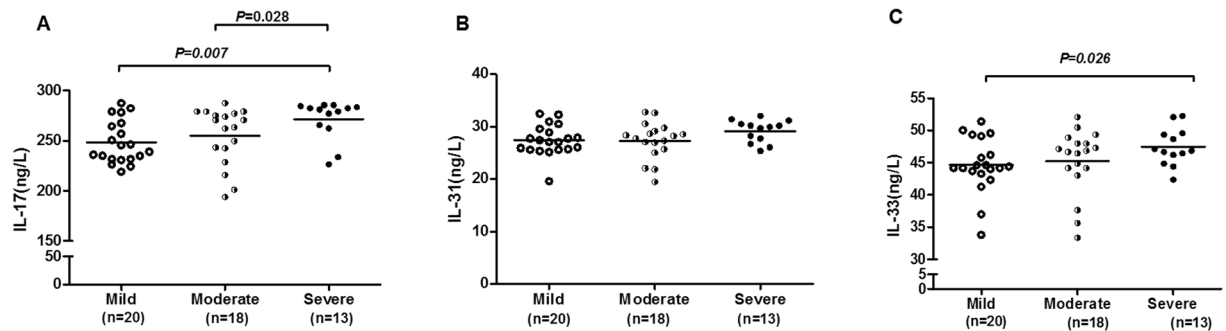 A
P=0.028
P=0.007
IL-17(ng/L)
300
250
200
150
50
0
Mild Moderate Severe
(n=20) (n=18) (n=13)
B
IL-31(ng/L)
40
30
20
10
0
Mild Moderate Severe
(n=20) (n=18) (n=13)
C
P=0.026
IL-33(ng/L)
55
50
45
40
35
30
5
0
Mild Moderate Severe
(n=20) (n=18) (n=13)